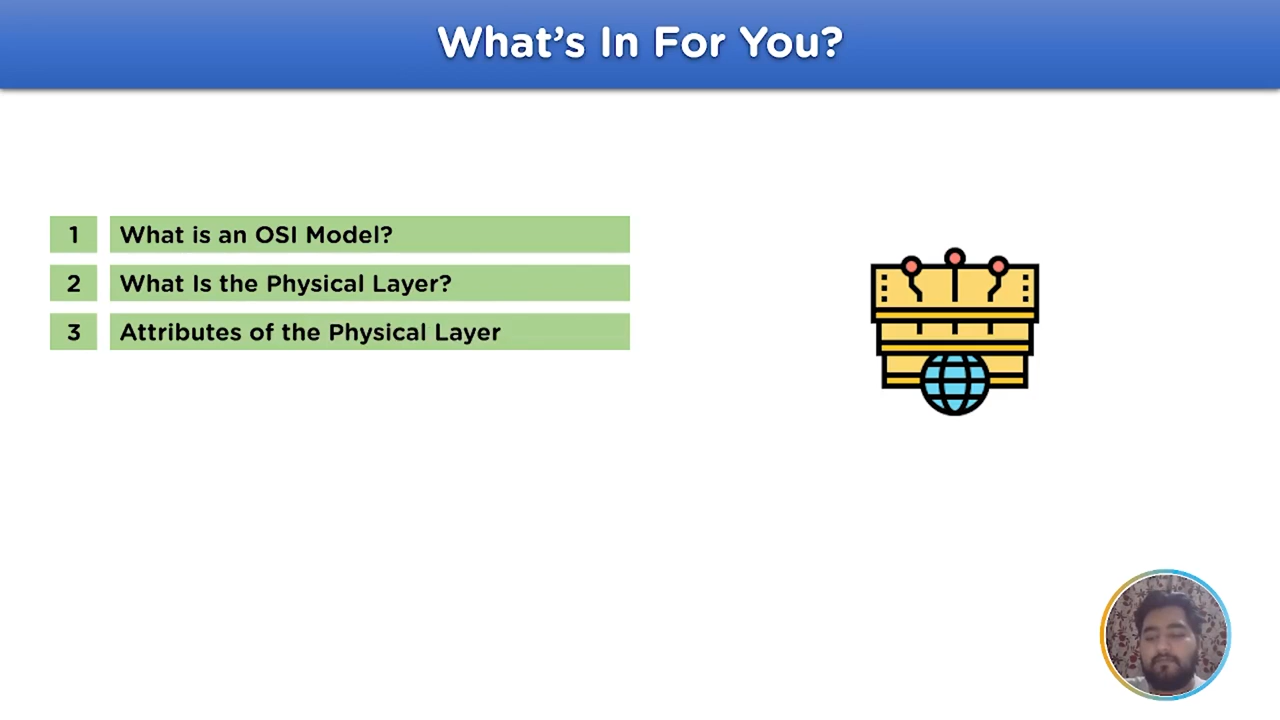 What's In For You?
1 What is an OSI Model?
2 What Is the Physical Layer?
3 Attributes of the Physical Layer